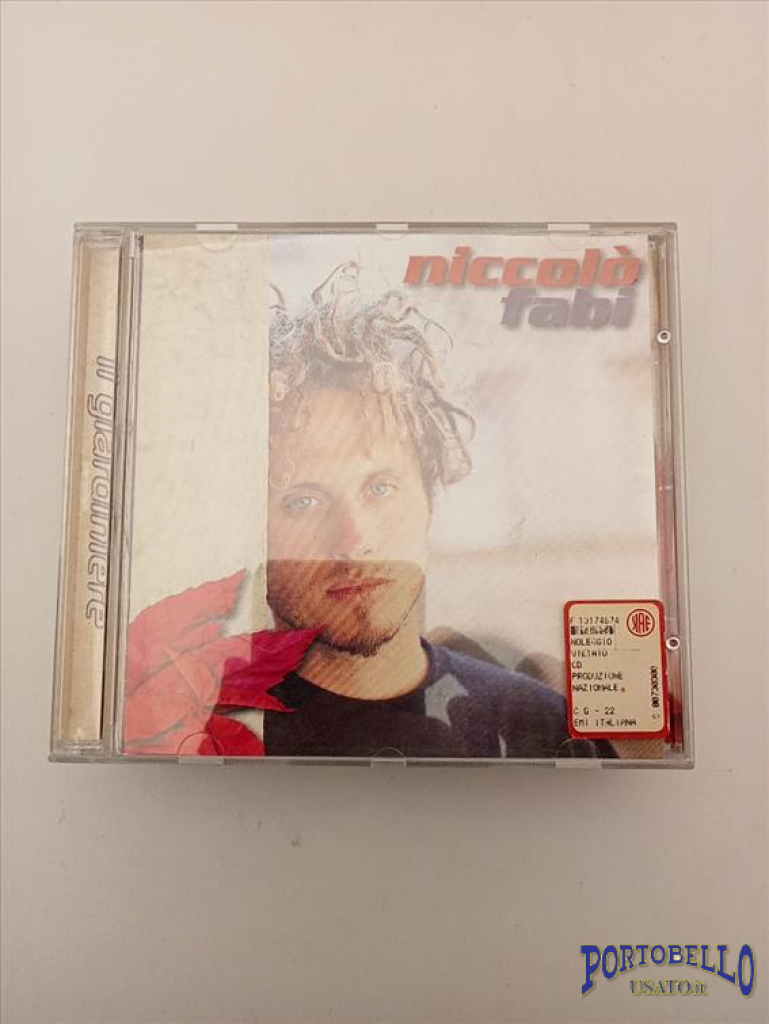 niccolò
fabi
il giardiniere
NOLEGGIO
VIETATO
CD
PRODUZIONE
NAZIONALE
C G - 22
EMI ITALIANA
PORTOBELLO
USATO.it